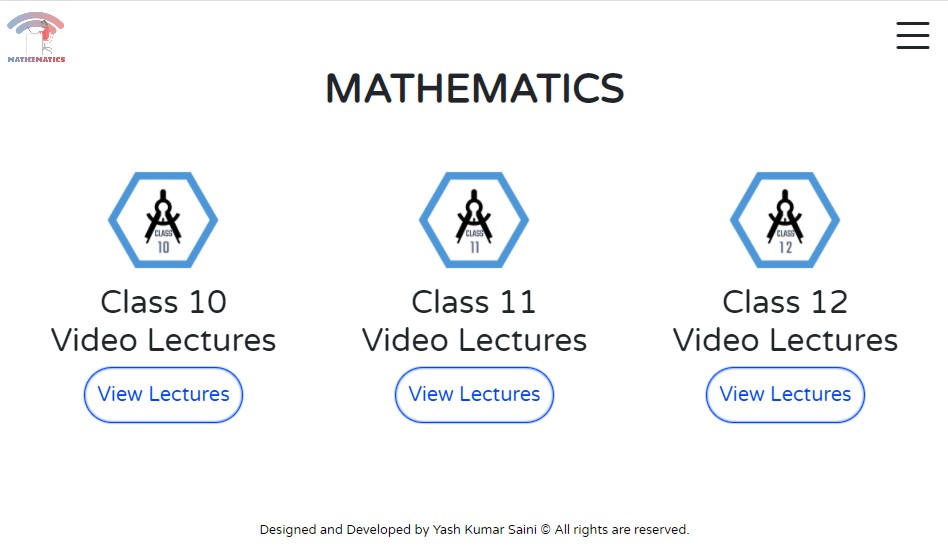 MATHEMATICS
MATHEMATICS
CLASS
10
CLASS
11
CLASS
12
Class 10
Video Lectures
Class 11
Video Lectures
Class 12
Video Lectures
View Lectures
View Lectures
View Lectures
Designed and Developed by Yash Kumar Saini © All rights are reserved.